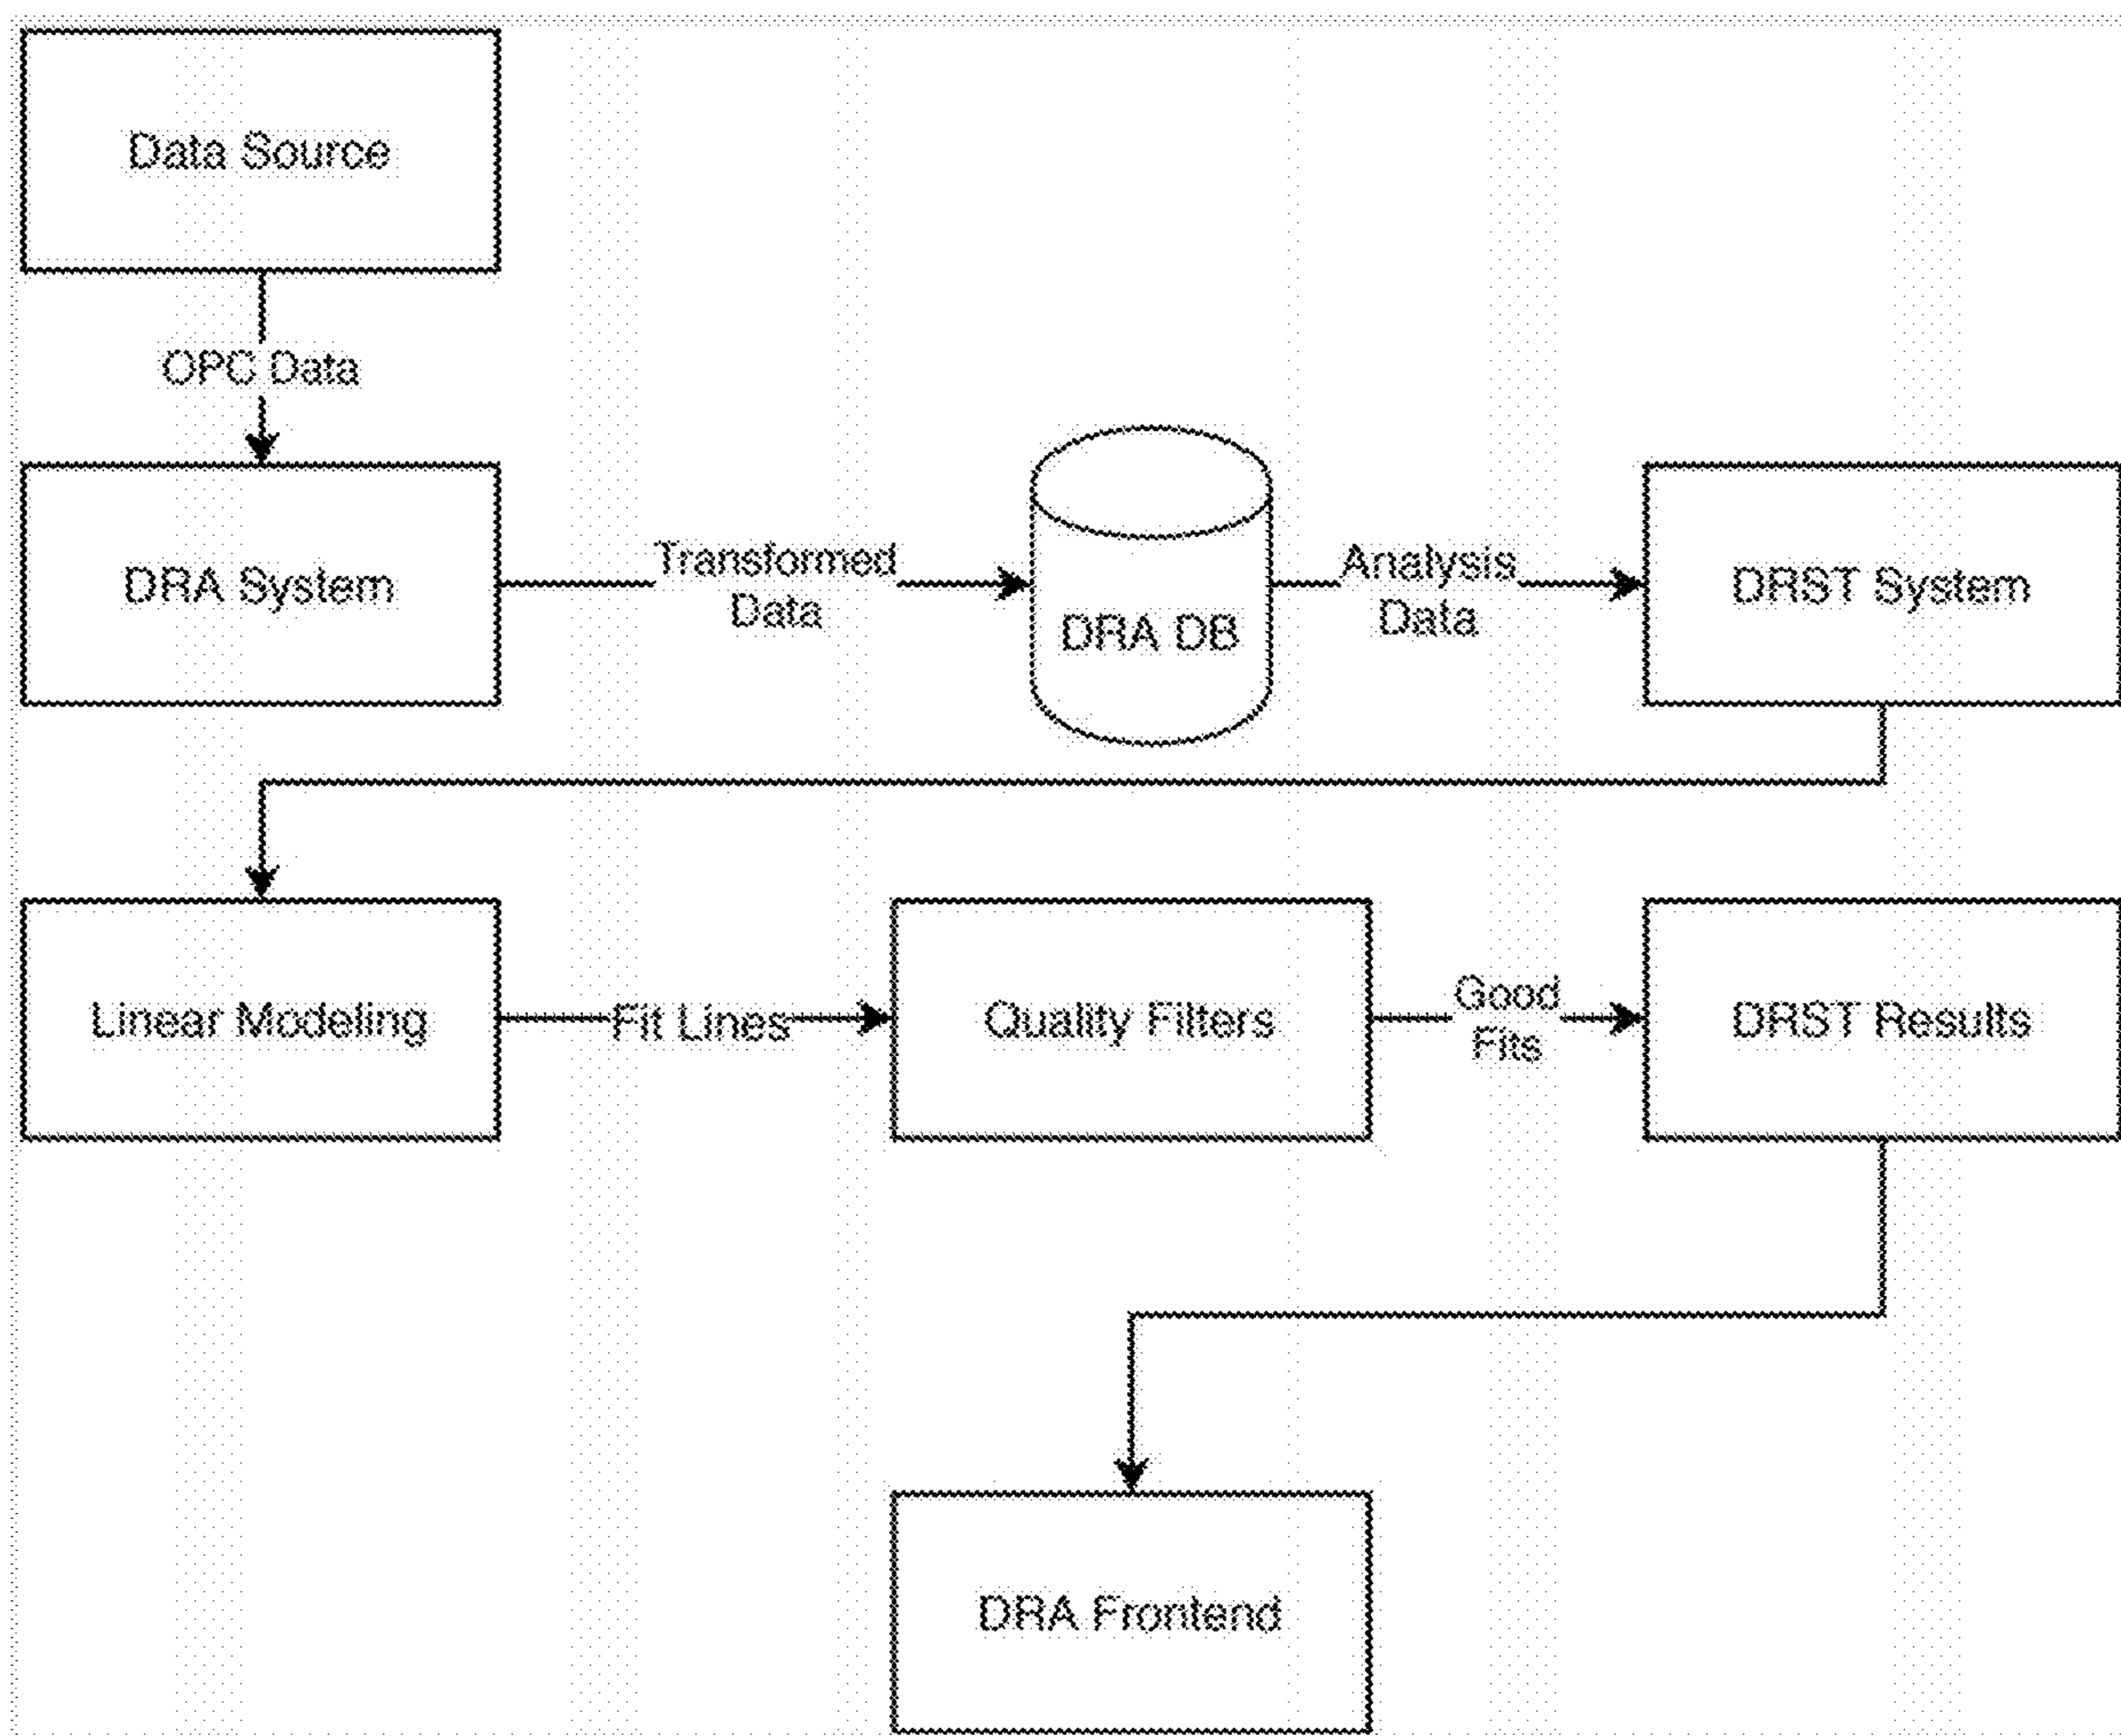 Data Source
OPC Data
DRA System
Transformed
Data
DRA DB
Analysis
Data
DRST System
Linear Modeling
Fit Lines
Quality Filters
Good
Fits
DRST Results
DRA Frontend